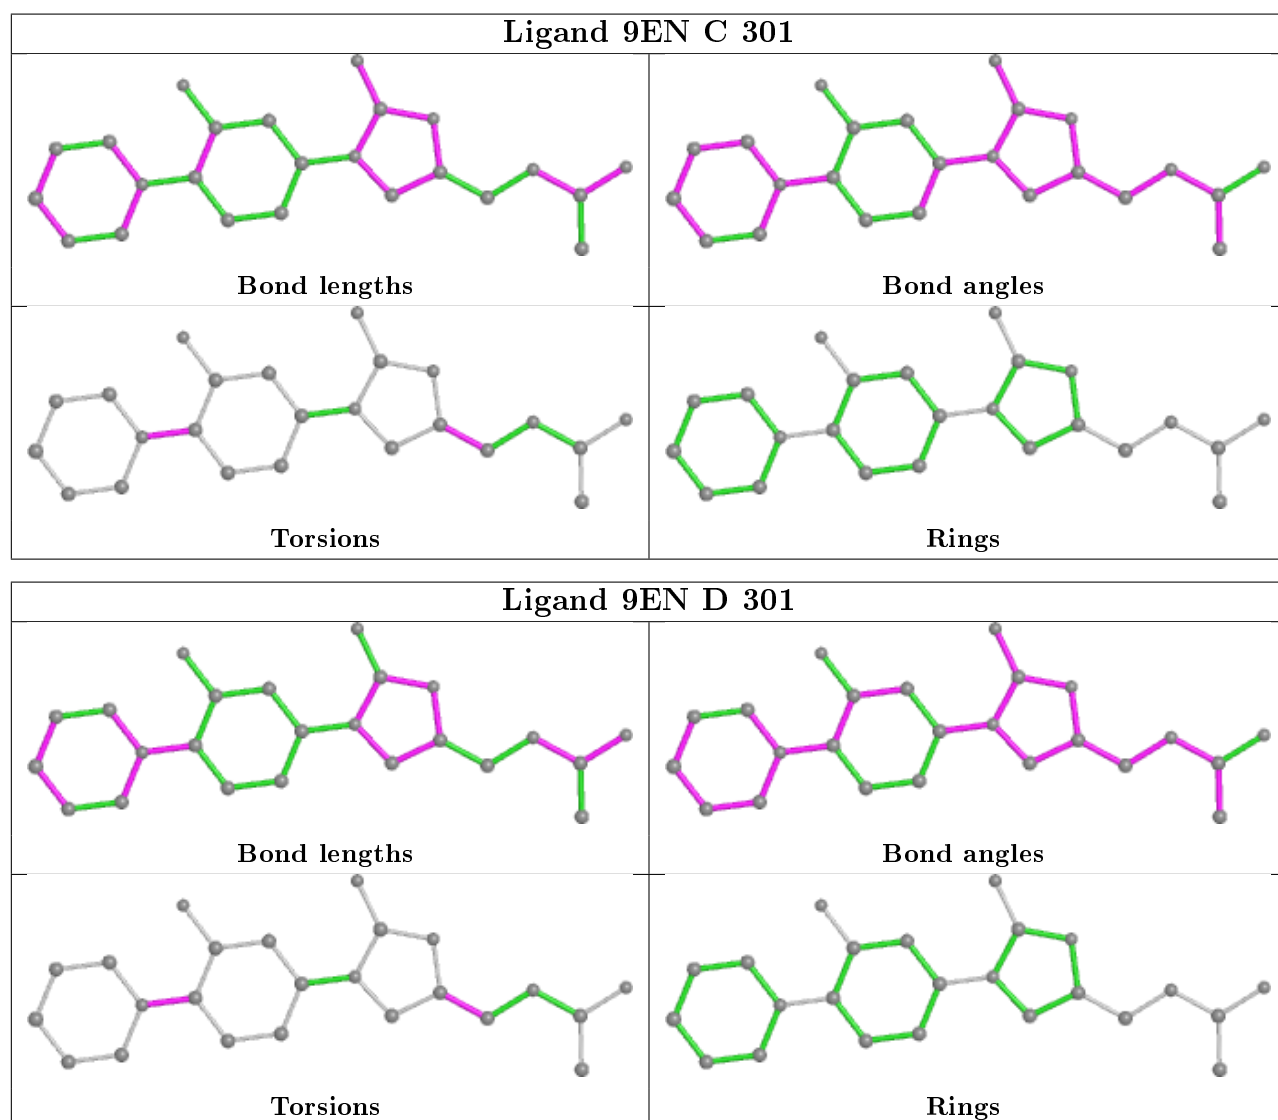 Ligand 9EN C 301
Bond lengths
Bond angles
Torsions
Rings
Ligand 9EN D 301
Bond lengths
Bond angles
Torsions
Rings